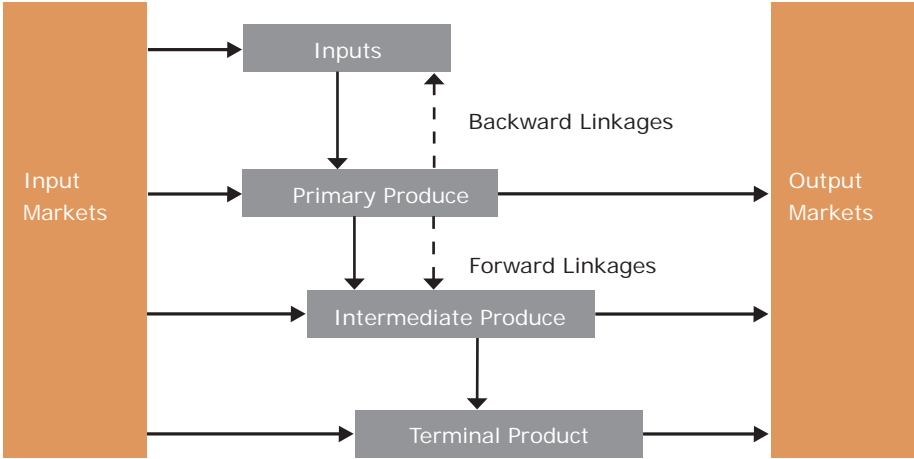 Inputs
Backward Linkages
Input
Markets
Primary Produce
Output
Markets
Forward Linkages
Intermediate Produce
Terminal Product